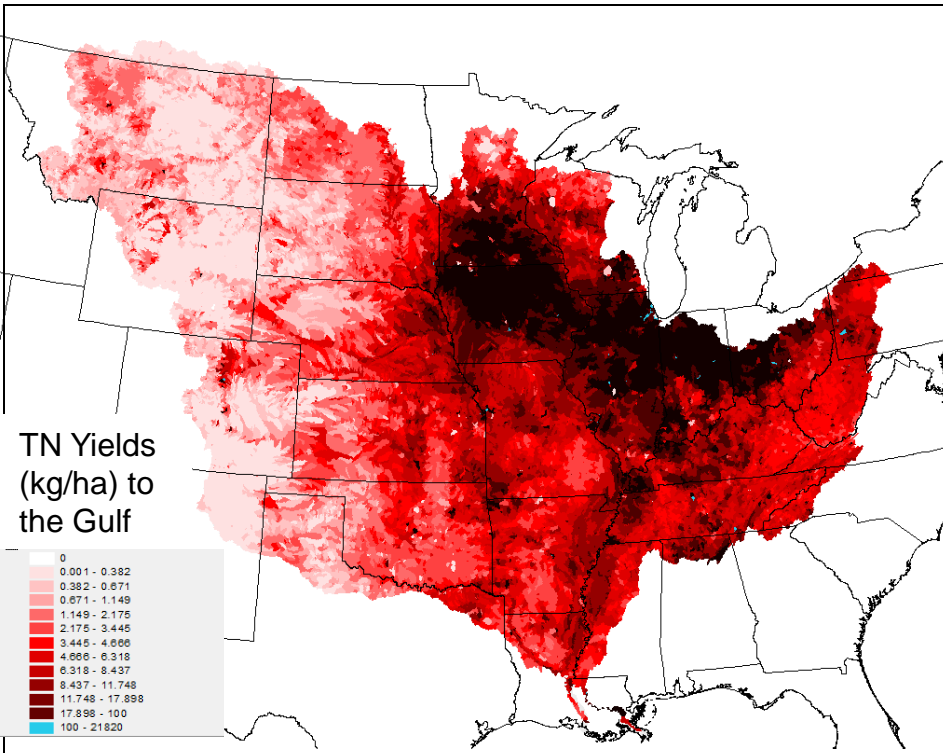 TN Yields
(kg/ha) to
the Gulf
0
0.001 - 0.382
0.382 - 0.671
0.671 - 1.149
1.149 - 2.175
2.175 - 3.445
3.445 - 4.666
4.666 - 6.318
6.318 - 8.437
8.437 - 11.748
11.748 - 17.898
17.898 - 100
100 - 21820